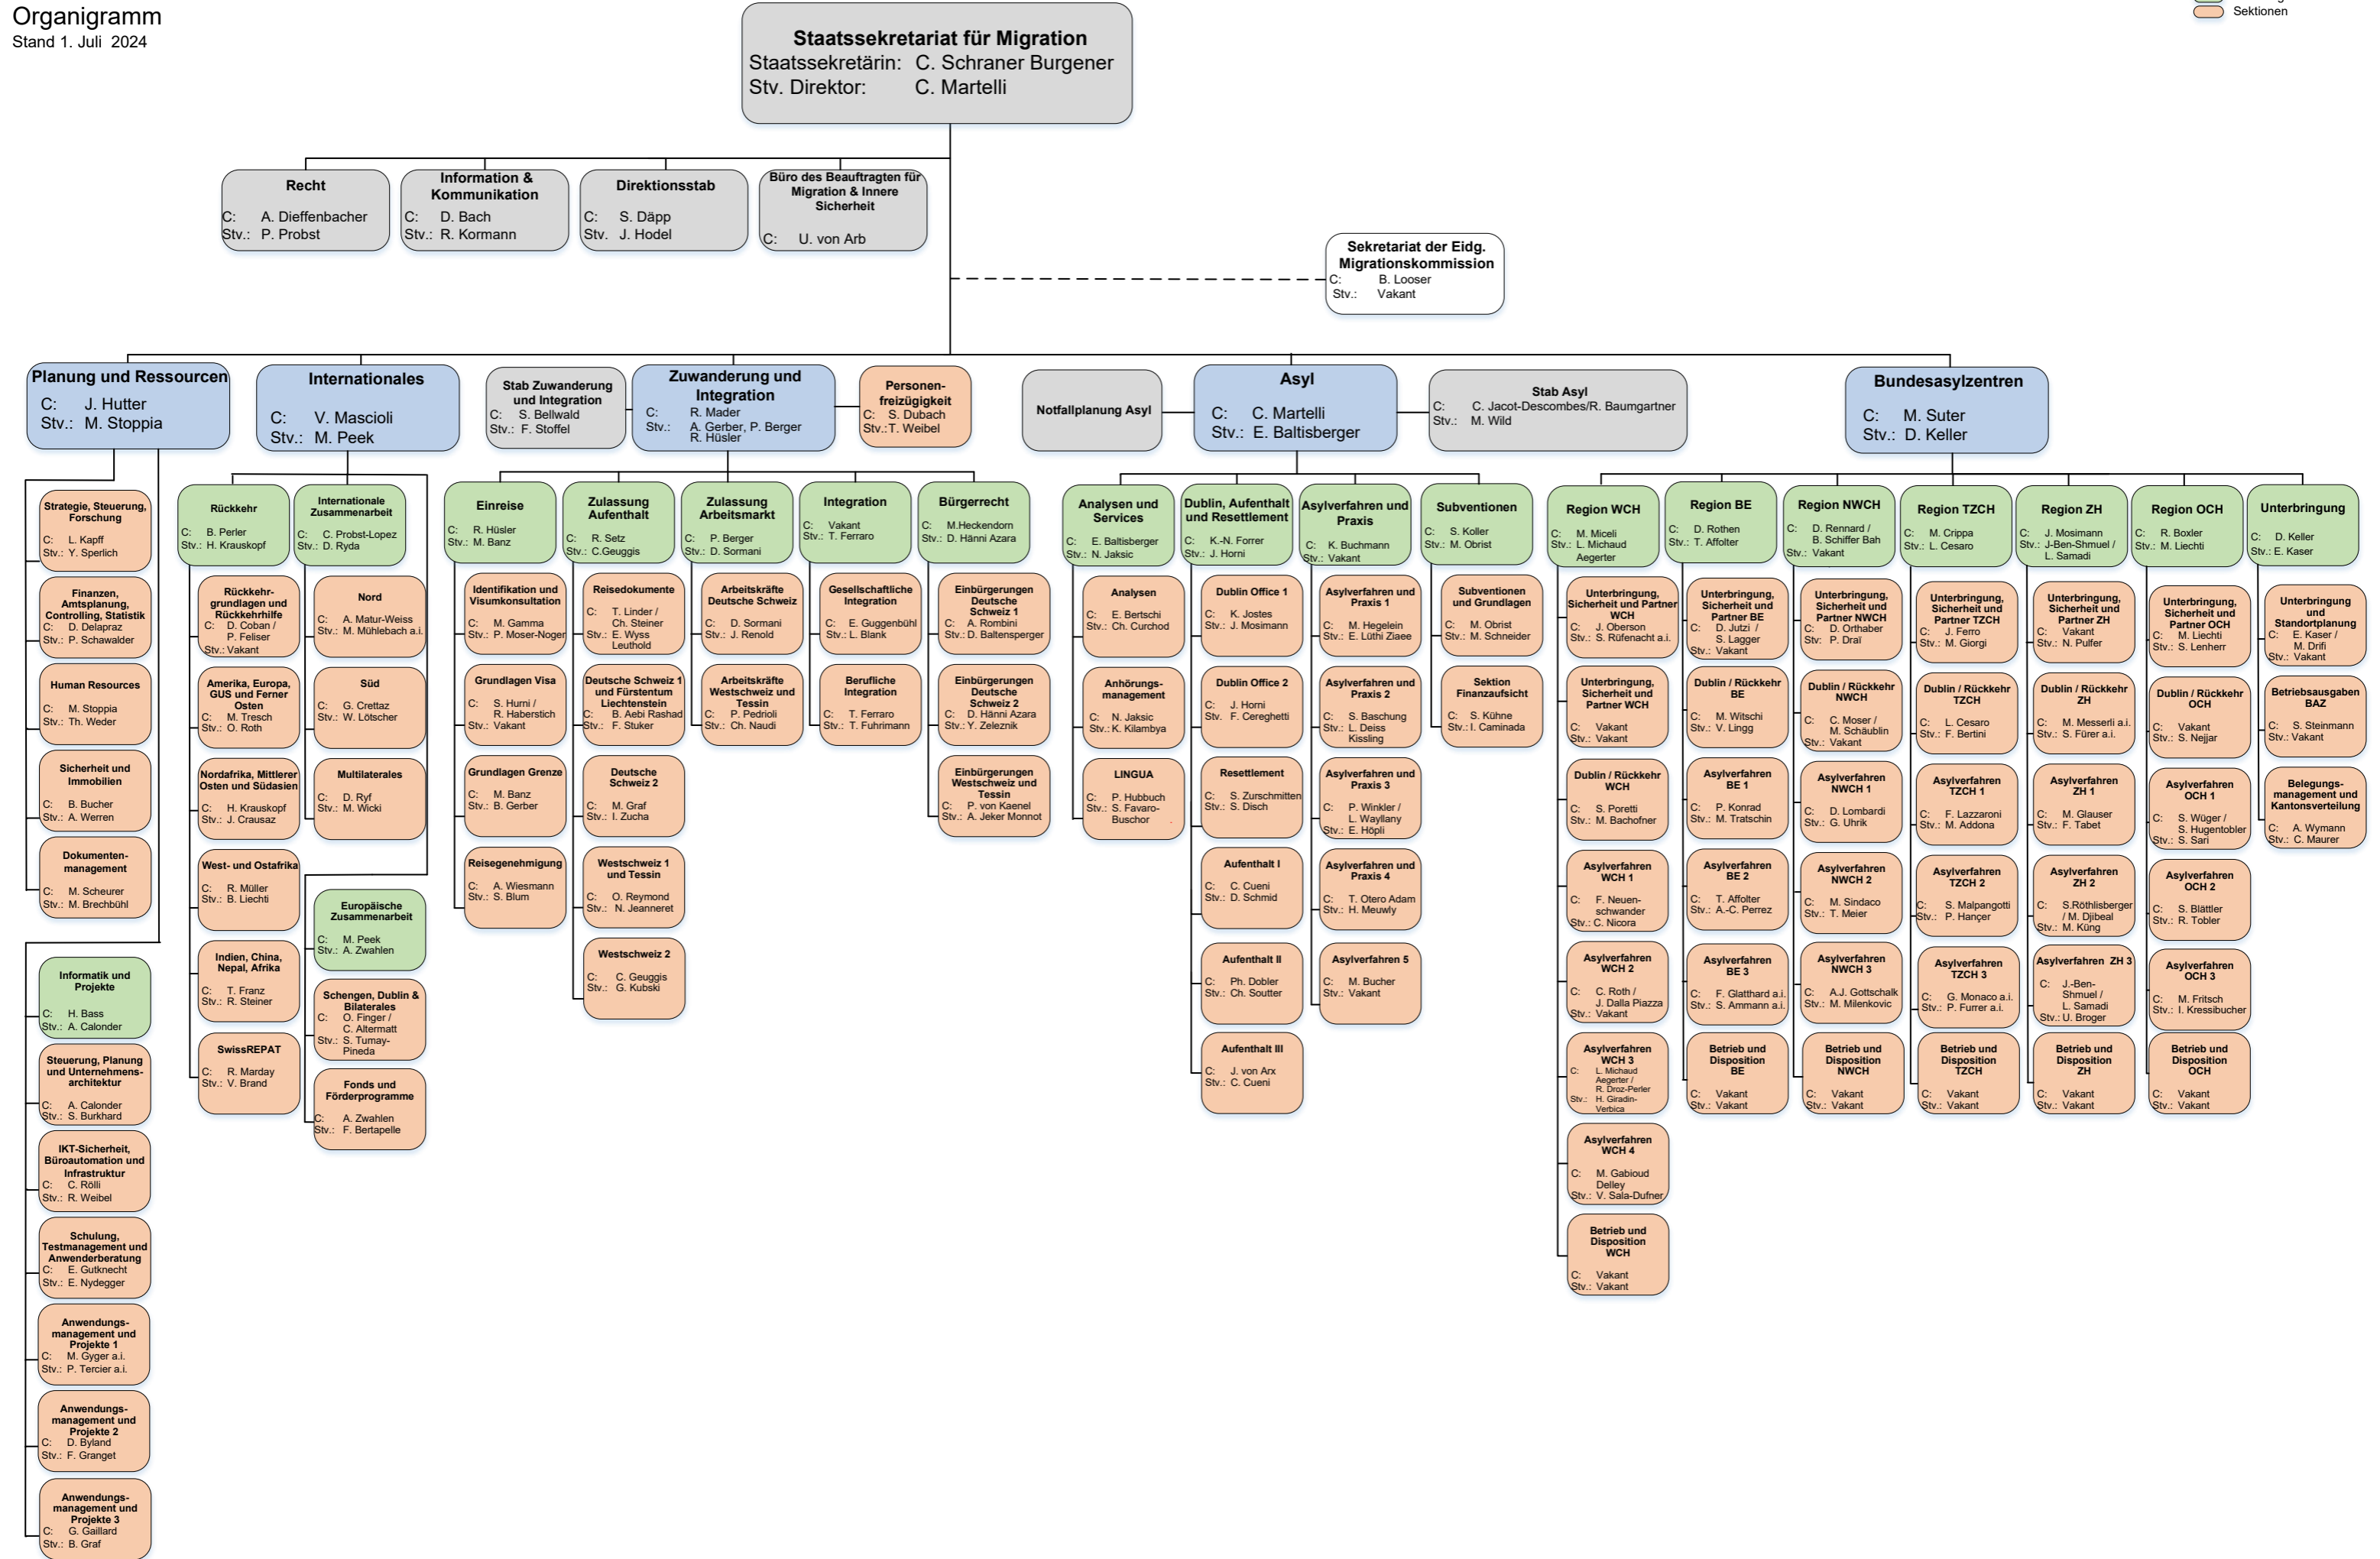 Organigramm
Stand 1. Juli 2024
Sektionen
Staatssekretariat für Migration
Staatssekretärin: C. Schraner Burgener
Stv. Direktor: C. Martelli
Recht
C: A. Dieffenbacher
Stv.: P. Probst
Information &
Kommunikation
C: D. Bach
Stv.: R. Kormann
Direktionsstab
C: S. Däpp
Stv. J. Hodel
Büro des Beauftragten für
Migration & Innere
Sicherheit
C: U. von Arb
Sekretariat der Eidg.
Migrationskommission
C: B. Looser
Stv.: Vakant
Planung und Ressourcen
C: J. Hutter
Stv.: M. Stoppia
Internationales
C: V. Mascioli
Stv.: M. Peek
Stab Zuwanderung
und Integration
C: S. Bellwald
Stv.: F. Stoffel
Zuwanderung und
Integration
C: R. Mader
Stv.: A. Gerber, P. Berger
R. Hüsler
Personen-
freizügigkeit
C: S. Dubach
Stv.: T. Weibel
Notfallplanung Asyl
Asyl
C: C. Martelli
Stv.: E. Baltisberger
Stab Asyl
C: C. Jacot-Descombes/R. Baumgartner
Stv.: M. Wild
Bundesasylzentren
C: M. Suter
Stv.: D. Keller
Strategie, Steuerung,
Forschung
C: L. Kapff
Stv.: Y. Sperlich
Finanzen,
Amtsplanung,
Controlling, Statistik
C: D. Delapraz
Stv.: P. Schawalder
Human Resources
C: M. Stoppia
Stv.: Th. Weder
Sicherheit und
Immobilien
C: B. Bucher
Stv.: A. Werren
Dokumenten-
management
C: M. Scheurer
Stv.: M. Brechbühl
Informatik und
Projekte
C: H. Bass
Stv.: A. Calonder
Steuerung, Planung
und Unternehmens-
architektur
C: A. Calonder
Stv.: S. Burkhard
IKT-Sicherheit,
Büroautomation und
Infrastruktur
C: C. Rölli
Stv.: R. Weibel
Schulung,
Testmanagement und
Anwenderberatung
C: E. Gutknecht
Stv.: E. Nydegger
Anwendungs-
management und
Projekte 1
C: M. Gyger a.i.
Stv.: P. Tercier a.i.
Anwendungs-
management und
Projekte 2
C: D. Byland
Stv.: F. Granget
Anwendungs-
management und
Projekte 3
C: G. Gaillard
Stv.: B. Graf
Rückkehr
C: B. Perler
Stv.: H. Krauskopf
Rückkehr-
grundlagen und
Rückkehrhilfe
C: D. Coban /
P. Feliser
Stv.: Vakant
Amerika, Europa,
GUS und Ferner
Osten
C: M. Tresch
Stv.: O. Roth
Nordafrika, Mittlerer
Osten und Südasien
C: H. Krauskopf
Stv.: J. Crausaz
West- und Ostafrika
C: R. Müller
Stv.: B. Liechti
Indien, China,
Nepal, Afrika
C: T. Franz
Stv.: R. Steiner
SwissREPAT
C: R. Marday
Stv.: V. Brand
Internationale
Zusammenarbeit
C: C. Probst-Lopez
Stv.: D. Ryda
Nord
C: A. Matur-Weiss
Stv.: M. Mühlebach a.i.
Süd
C: G. Crettaz
Stv.: W. Lötscher
Multilaterales
C: D. Ryf
Stv.: M. Wicki
Europäische
Zusammenarbeit
C: M. Peek
Stv.: A. Zwahlen
Schengen, Dublin &
Bilaterales
C: O. Finger /
C. Altermatt
Stv.: S. Tumay-
Pineda
Fonds und
Förderprogramme
C: A. Zwahlen
Stv.: F. Bertapelle
Einreise
C: R. Hüsler
Stv.: M. Banz
Identifikation und
Visumkonsultation
C: M. Gamma
Stv.: P. Moser-Noger
Grundlagen Visa
C: S. Hurni /
R. Haberstich
Stv.: Vakant
Grundlagen Grenze
C: M. Banz
Stv.: B. Gerber
Reisegenehmigung
C: A. Wiesmann
Stv.: S. Blum
Zulassung
Aufenthalt
C: R. Setz
Stv.: C.Geuggis
Reisedokumente
C: T. Linder /
Ch. Steiner
Stv.: E. Wyss
Leuthold
Deutsche Schweiz 1
und Fürstentum
Liechtenstein
C: B. Aebi Rashad
Stv.: F. Stuker
Deutsche
Schweiz 2
C: M. Graf
Stv.: I. Zucha
Westschweiz 1
und Tessin
C: O. Reymond
Stv.: N. Jeanneret
Westschweiz 2
C: C. Geuggis
Stv.: G. Kubski
Zulassung
Arbeitsmarkt
C: P. Berger
Stv.: D. Sormani
Arbeitskräfte
Deutsche Schweiz
C: D. Sormani
Stv.: J. Renold
Arbeitskräfte
Westschweiz und
Tessin
C: P. Pedrioli
Stv.: Ch. Naudi
Integration
C: Vakant
Stv.: T. Ferraro
Gesellschaftliche
Integration
C: E. Guggenbühl
Stv.: L. Blank
Berufliche
Integration
C: T. Ferraro
Stv.: T. Fuhrimann
Bürgerrecht
C: M.Heckendorn
Stv.: D. Hänni Azara
Einbürgerungen
Deutsche
Schweiz 1
C: A. Rombini
Stv.: D. Baltensperger
Einbürgerungen
Deutsche
Schweiz 2
C: D. Hänni Azara
Stv.: Y. Zeleznik
Einbürgerungen
Westschweiz und
Tessin
C: P. von Kaenel
Stv.: A. Jeker Monnot
Analysen und
Services
C: E. Baltisberger
Stv.: N. Jaksic
Analysen
C: E. Bertschi
Stv.: Ch. Curchod
Anhörungs-
management
C: N. Jaksic
Stv.: K. Kilambya
LINGUA
C: P. Hubbuch
Stv.: S. Favaro-
Buschor
Dublin, Aufenthalt
und Resettlement
C: K.-N. Forrer
Stv.: J. Horni
Dublin Office 1
C: K. Jostes
Stv.: J. Mosimann
Dublin Office 2
C: J. Horni
Stv. F. Cereghetti
Resettlement
C: S. Zurschmitten
Stv.: S. Disch
Aufenthalt I
C: C. Cueni
Stv.: D. Schmid
Aufenthalt II
C: Ph. Dobler
Stv.: Ch. Soutter
Aufenthalt III
C: J. von Arx
Stv.: C. Cueni
Asylverfahren und
Praxis
C: K. Buchmann
Stv.: Vakant
Asylverfahren und
Praxis 1
C: M. Hegelein
Stv.: E. Lüthi Ziaee
Asylverfahren und
Praxis 2
C: S. Baschung
Stv.: L. Deiss
Kissling
Asylverfahren und
Praxis 3
C: P. Winkler /
L. Wayllany
Stv.: E. Höpli
Asylverfahren und
Praxis 4
C: T. Otero Adam
Stv.: H. Meuwly
Asylverfahren 5
C: M. Bucher
Stv.: Vakant
Subventionen
C: S. Koller
Stv.: M. Obrist
Subventionen
und Grundlagen
C: M. Obrist
Stv.: M. Schneider
Sektion
Finanzaufsicht
C: S. Kühne
Stv.: I. Caminada
Region WCH
C: M. Miceli
Stv.: L. Michaud
Aegerter
Unterbringung,
Sicherheit und Partner
WCH
C: J. Oberson
Stv.: S. Rüfenacht a.i.
Unterbringung,
Sicherheit und
Partner WCH
C: Vakant
Stv.: Vakant
Dublin / Rückkehr
WCH
C: S. Poretti
Stv.: M. Bachofner
Asylverfahren
WCH 1
C: F. Neuen-
schwander
Stv.: C. Nicora
Asylverfahren
WCH 2
C: C. Roth /
J. Dalla Piazza
Stv.: Vakant
Asylverfahren
WCH 3
C: L. Michaud
Aegerter /
R. Droz-Perler
Stv.: H. Giradin-
Verbica
Asylverfahren
WCH 4
C: M. Gabioud
Delley
Stv.: V. Sala-Dufner
Betrieb und
Disposition
WCH
C: Vakant
Stv.: Vakant
Region BE
C: D. Rothen
Stv.: T. Affolter
Unterbringung,
Sicherheit und
Partner BE
C: D. Jutzi /
S. Lagger
Stv.: Vakant
Dublin / Rückkehr
BE
C: M. Witschi
Stv.: V. Lingg
Asylverfahren
BE 1
C: P. Konrad
Stv.: M. Tratschin
Asylverfahren
BE 2
C: T. Affolter
Stv.: A.-C. Perrez
Asylverfahren
BE 3
C: F. Glatthard a.i.
Stv.: S. Ammann a.i.
Betrieb und
Disposition
BE
C: Vakant
Stv.: Vakant
Region NWCH
C: D. Rennard /
B. Schiffer Bah
Stv.: Vakant
Unterbringung,
Sicherheit und
Partner NWCH
C: D. Orthaber
Stv: P. Draï
Dublin / Rückkehr
NWCH
C: C. Moser /
M. Schäublin
Stv.: Vakant
Asylverfahren
NWCH 1
C: D. Lombardi
Stv.: G. Uhrik
Asylverfahren
NWCH 2
C: M. Sindaco
Stv.: T. Meier
Asylverfahren
NWCH 3
C: A.J. Gottschalk
Stv.: M. Milenkovic
Betrieb und
Disposition
NWCH
C: Vakant
Stv.: Vakant
Region TZCH
C: M. Crippa
Stv.: L. Cesaro
Unterbringung,
Sicherheit und
Partner TZCH
C: J. Ferro
Stv.: M. Giorgi
Dublin / Rückkehr
TZCH
C: L. Cesaro
Stv.: F. Bertini
Asylverfahren
TZCH 1
C: F. Lazzaroni
Stv.: M. Addona
Asylverfahren
TZCH 2
C: S. Malpangotti
Stv.: P. Hançer
Asylverfahren
TZCH 3
C: G. Monaco a.i.
Stv.: P. Furrer a.i.
Betrieb und
Disposition
TZCH
C: Vakant
Stv.: Vakant
Region ZH
C: J. Mosimann
Stv.: J-Ben-Shmuel /
L. Samadi
Unterbringung,
Sicherheit und
Partner ZH
C: Vakant
Stv.: N. Pulfer
Dublin / Rückkehr
ZH
C: M. Messerli a.i.
Stv.: S. Fürer a.i.
Asylverfahren
ZH 1
C: M. Glauser
Stv.: F. Tabet
Asylverfahren
ZH 2
C: S.Röthlisberger
/ M. Djibeal
Stv.: M. Küng
Asylverfahren ZH 3
C: J.-Ben-
Shmuel /
L. Samadi
Stv.: U. Broger
Betrieb und
Disposition
ZH
C: Vakant
Stv.: Vakant
Region OCH
C: R. Boxler
Stv.: M. Liechti
Unterbringung,
Sicherheit und
Partner OCH
C: M. Liechti
Stv.: S. Lenherr
Dublin / Rückkehr
OCH
C: Vakant
Stv.: S. Nejjar
Asylverfahren
OCH 1
C: S. Wüger /
S. Hugentobler
Stv.: S. Sari
Asylverfahren
OCH 2
C: S. Blättler
Stv.: R. Tobler
Asylverfahren
OCH 3
C: M. Fritsch
Stv.: I. Kressibucher
Betrieb und
Disposition
OCH
C: Vakant
Stv.: Vakant
Unterbringung
C: D. Keller
Stv.: E. Kaser
Unterbringung
und
Standortplanung
C: E. Kaser /
M. Drifi
Stv.: Vakant
Betriebsausgaben
BAZ
C: S. Steinmann
Stv.: Vakant
Belegungs-
management und
Kantonsverteilung
C: A. Wymann
Stv.: C. Maurer